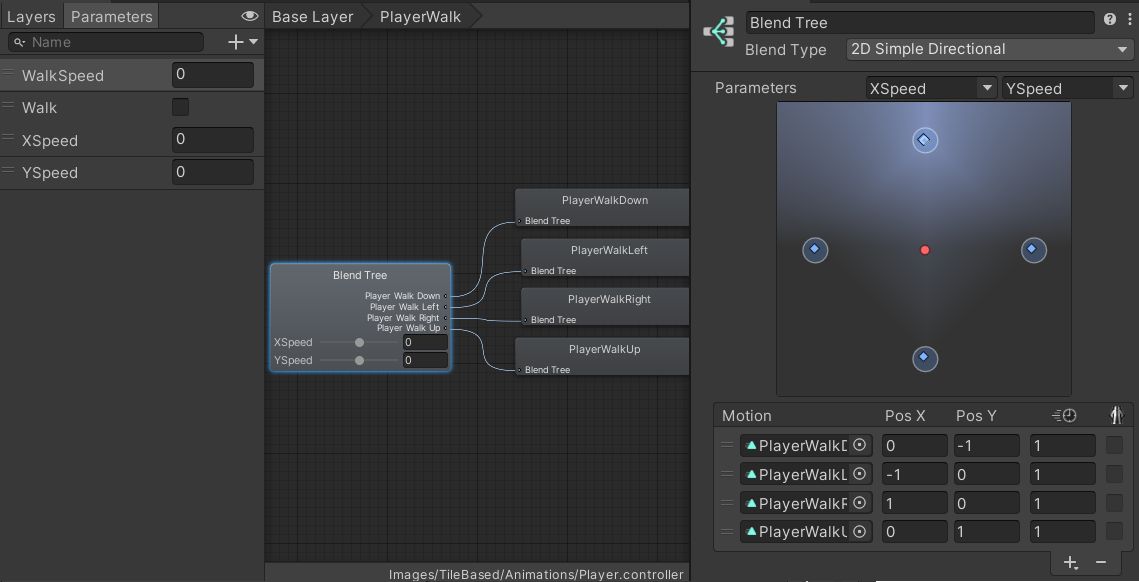 Layers
Parameters
Name
WalkSpeed
0
Walk
XSpeed
0
YSpeed
0
Base Layer
PlayerWalk
PlayerWalkDown
Blend Tree
PlayerWalkLeft
Blend Tree
PlayerWalkRight
Blend Tree
PlayerWalkUp
Blend Tree
Blend Tree
Player Walk Down
Player Walk Left
Player Walk Right
Player Walk Up
XSpeed
0
YSpeed
0
Images/TileBased/Animations/Player.controller
Blend Tree
Blend Type 2D Simple Directional
Parameters XSpeed YSpeed
Motion Pos X Pos Y
PlayerWalkD 0 -1 1
PlayerWalkL -1 0 1
PlayerWalkR 1 0 1
PlayerWalkU 0 1 1